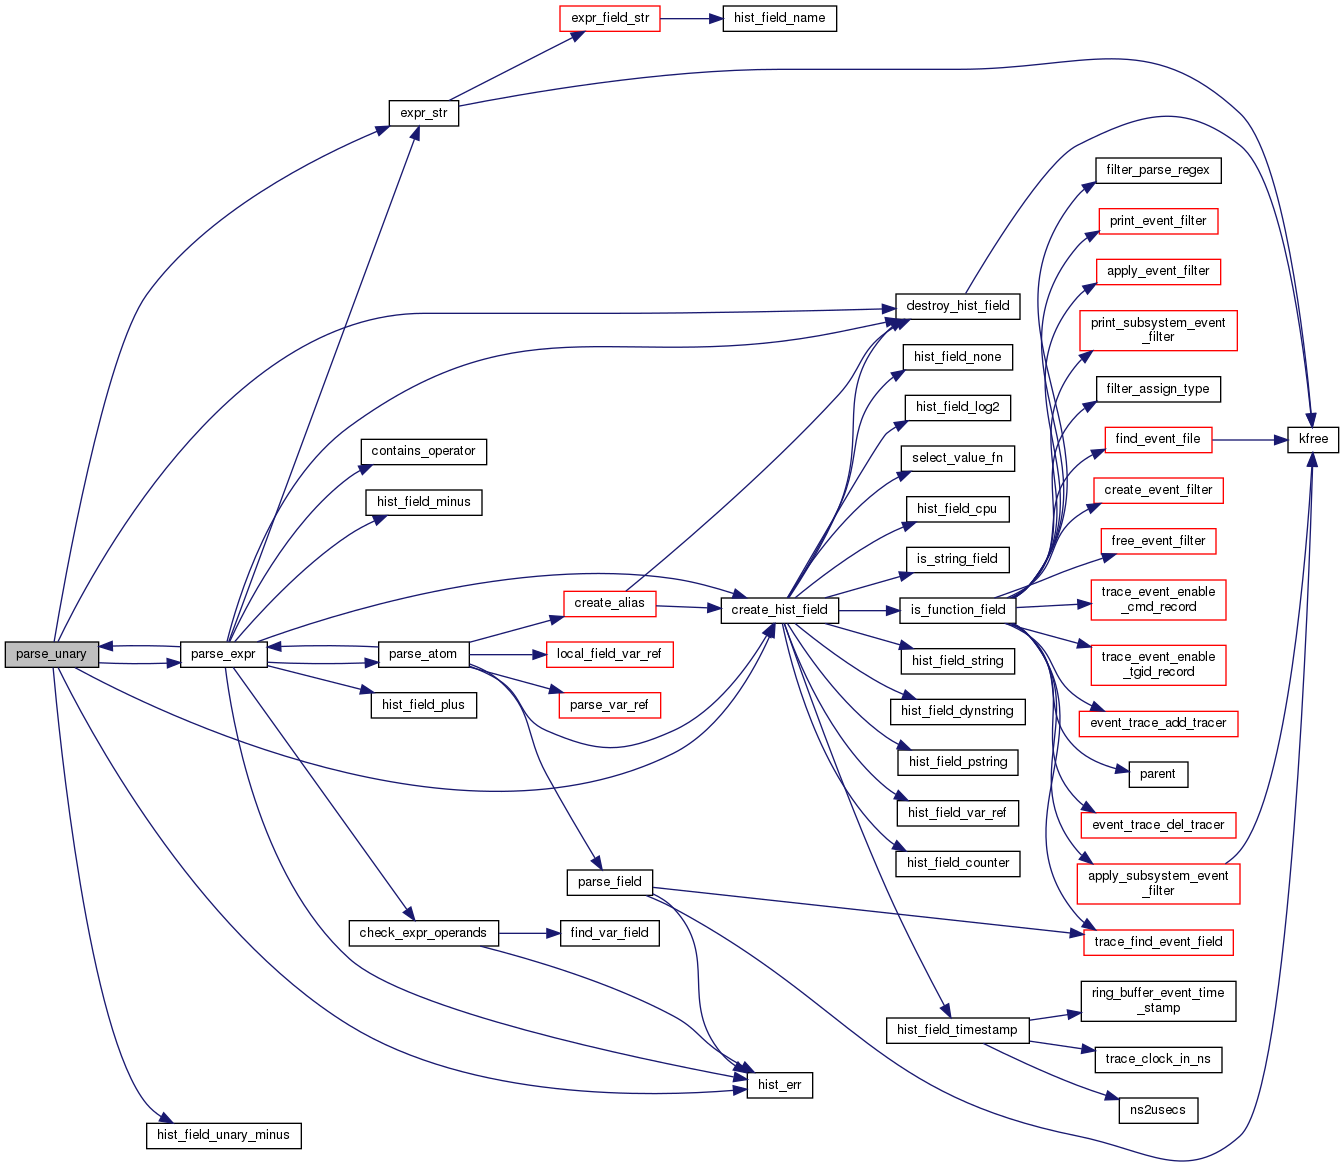 expr_field_str
hist_field_name
expr_str
filter_parse_regex
print_event_filter
apply_event_filter
destroy_hist_field
print_subsystem_event
_filter
hist_field_none
filter_assign_type
hist_field_log2
find_event_file
kfree
contains_operator
select_value_fn
create_event_filter
hist_field_minus
hist_field_cpu
free_event_filter
is_string_field
trace_event_enable
_cmd_record
create_alias
create_hist_field
is_function_field
parse_unary
parse_expr
parse_atom
local_field_var_ref
hist_field_string
trace_event_enable
_tgid_record
hist_field_plus
parse_var_ref
hist_field_dynstring
event_trace_add_tracer
hist_field_pstring
parent
hist_field_var_ref
event_trace_del_tracer
hist_field_counter
parse_field
apply_subsystem_event
_filter
check_expr_operands
find_var_field
trace_find_event_field
ring_buffer_event_time
_stamp
hist_field_timestamp
trace_clock_in_ns
hist_err
ns2usecs
hist_field_unary_minus